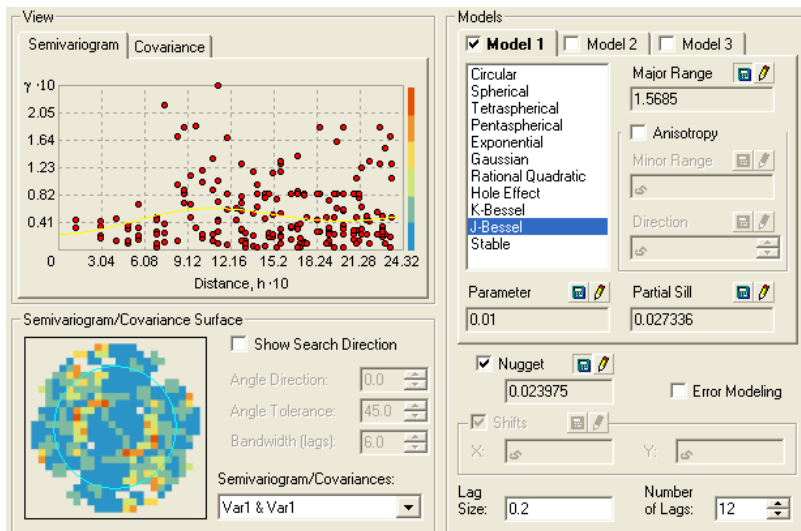 View
Semivariogram Covariance
γ ·10
2.05
1.64
1.23
0.82
0.41
0 3.04 6.08 9.12 12.16 15.2 18.24 21.28 24.32
Distance, h ·10
Semivariogram/Covariance Surface
Show Search Direction
Angle Direction: 0.0
Angle Tolerance: 45.0
Bandwidth (lags): 6.0
Semivariogram/Covariances:
Var1 & Var1
Models
Model 1 Model 2 Model 3
Circular
Spherical
Tetraspherical
Pentaspherical
Exponential
Gaussian
Rational Quadratic
Hole Effect
K-Bessel
J-Bessel
Stable
Major Range
1.5685
Anisotropy
Minor Range
Direction
Parameter
0.01
Partial Sill
0.027336
Nugget
0.023975
Error Modeling
Shifts
X: Y:
Lag Size: 0.2
Number of Lags: 12